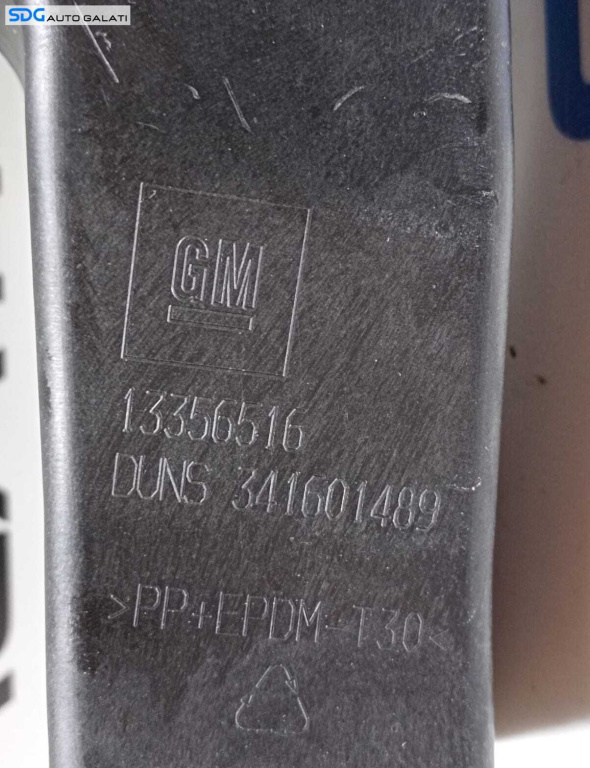 SDG AUTO GALATI
GM
13356516
DUNS 341601489
>PP+EPDM-T30<